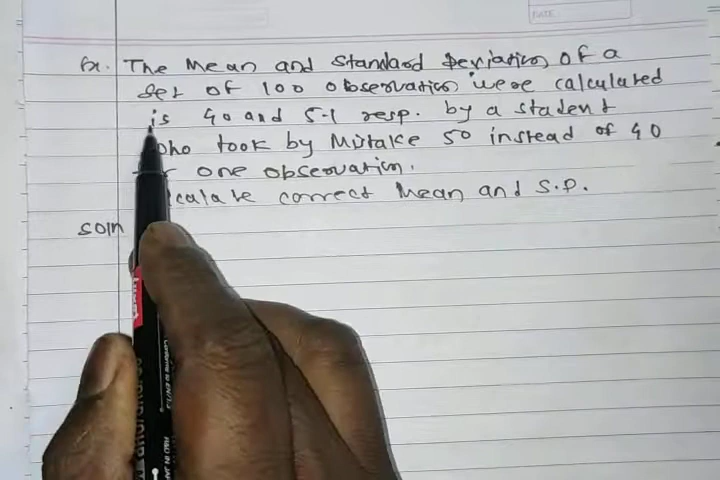 Ex. The Mean and Standard Deviation of a
Set of 100 observation were calculated
is 40 and 5.1 resp. by a student
who took by Mistake 50 instead of 40
one observation.
calculate correct Mean and S.D.
soln
DATE